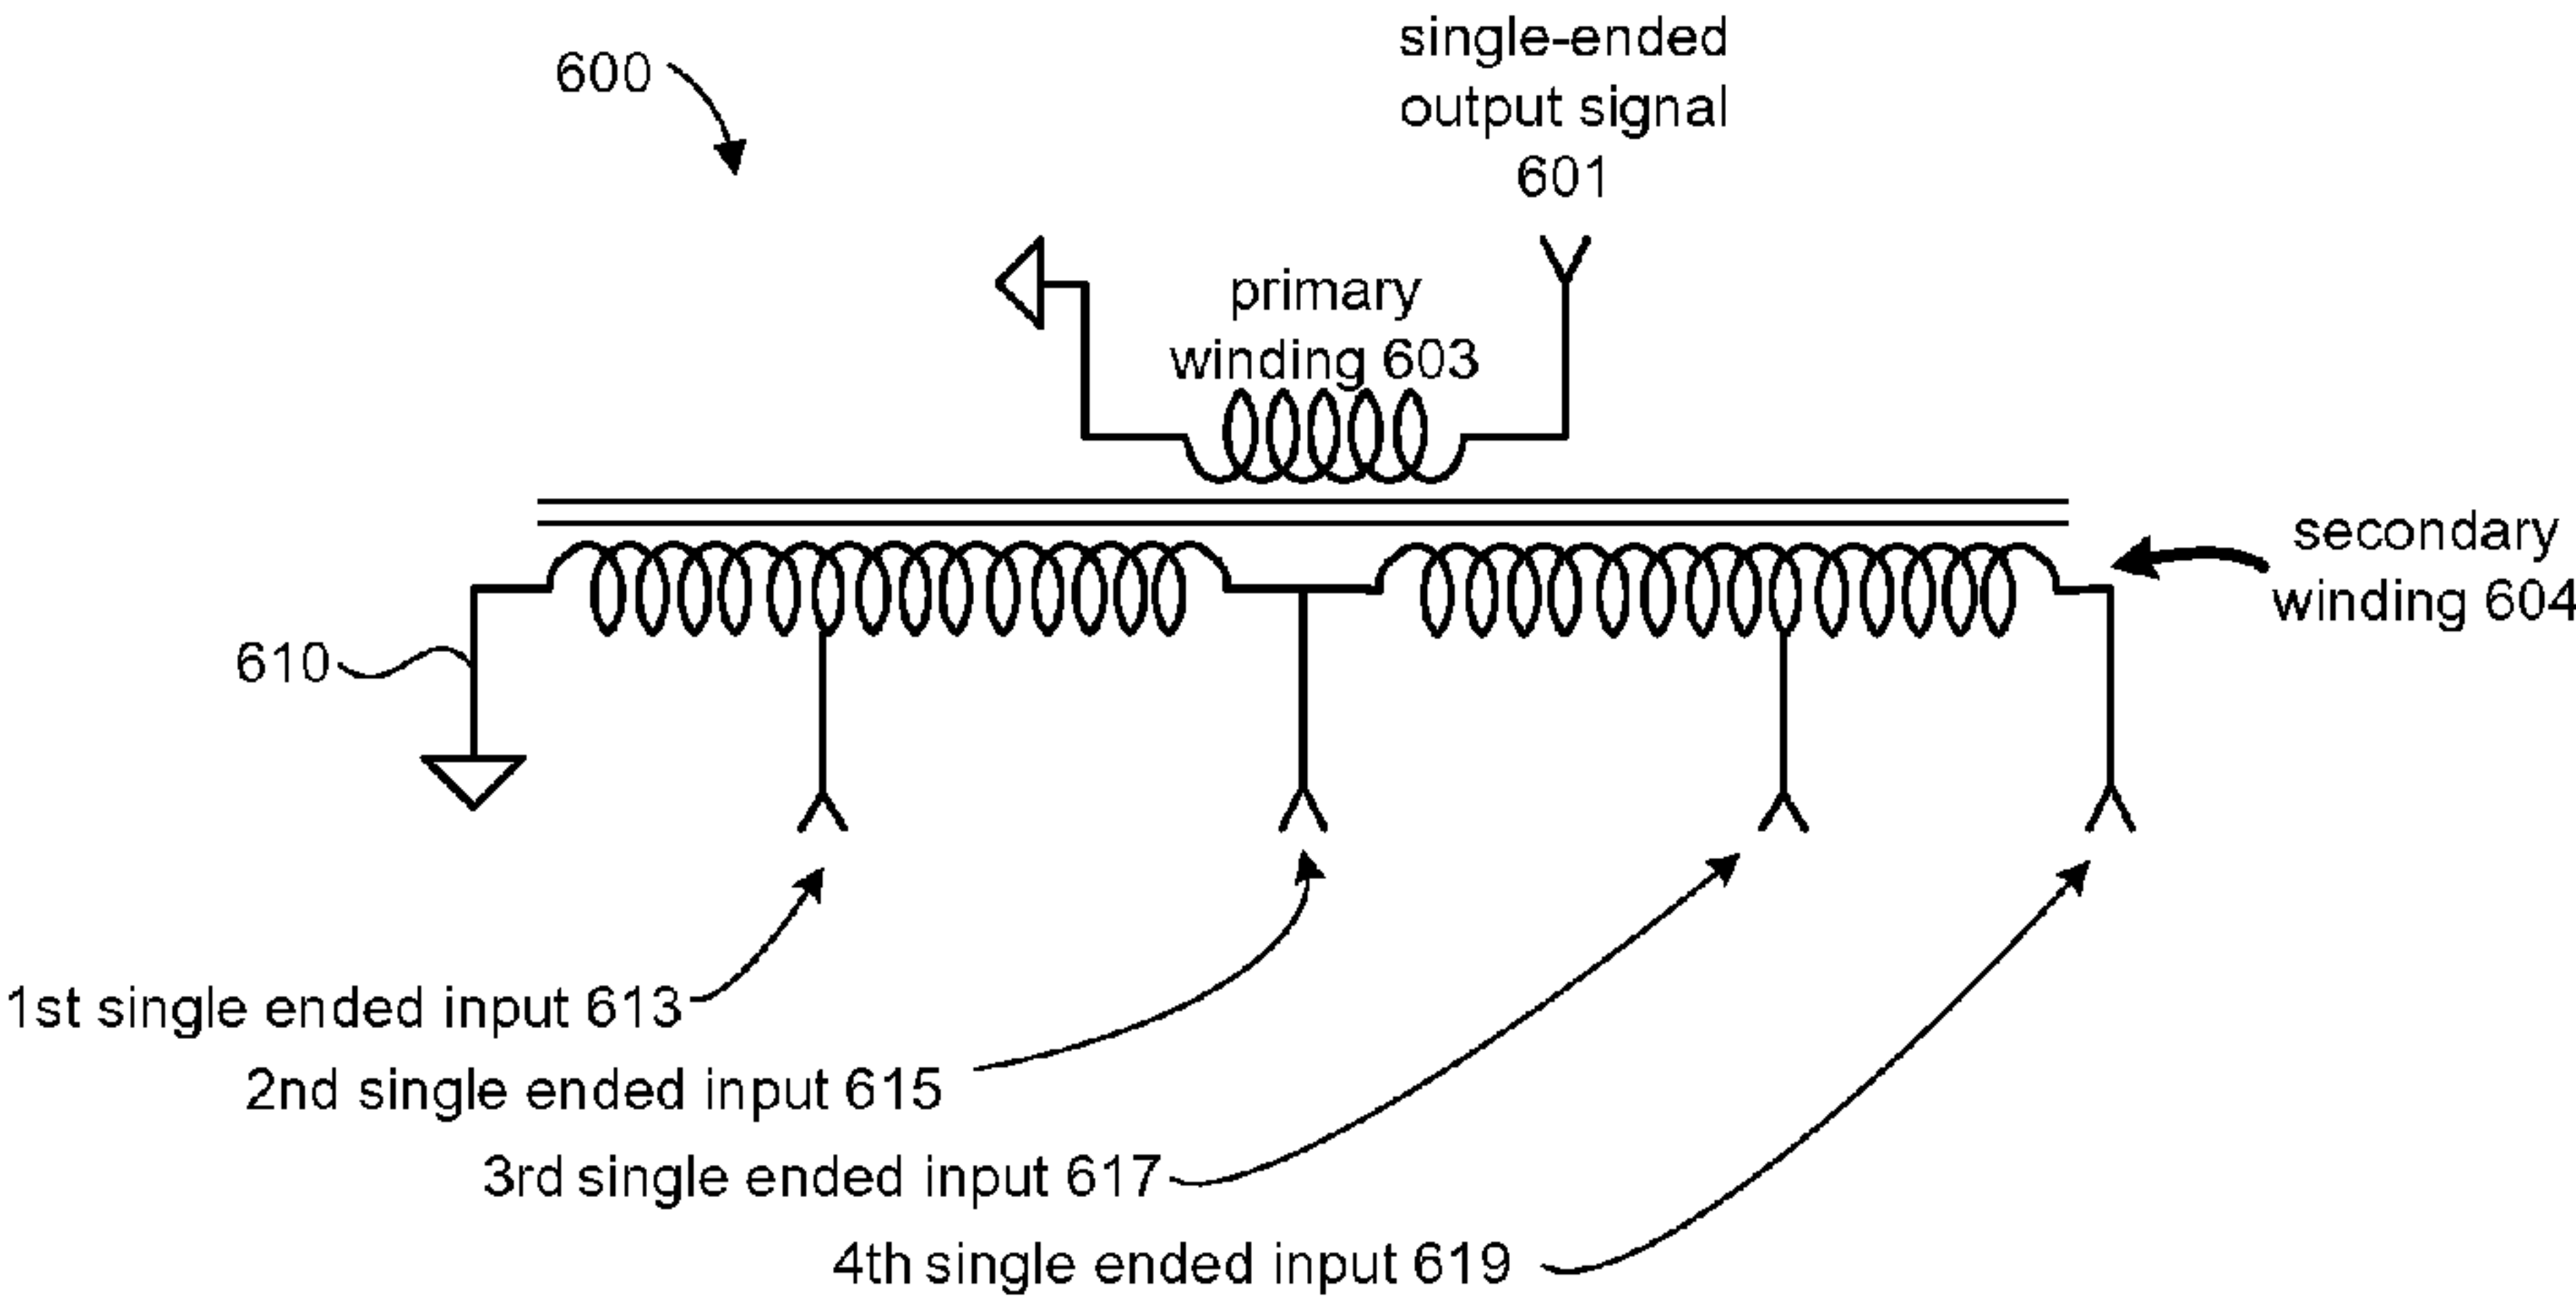 600
single-ended
output signal
601
primary
winding 603
secondary
winding 604
610
1st single ended input 613
2nd single ended input 615
3rd single ended input 617
4th single ended input 619